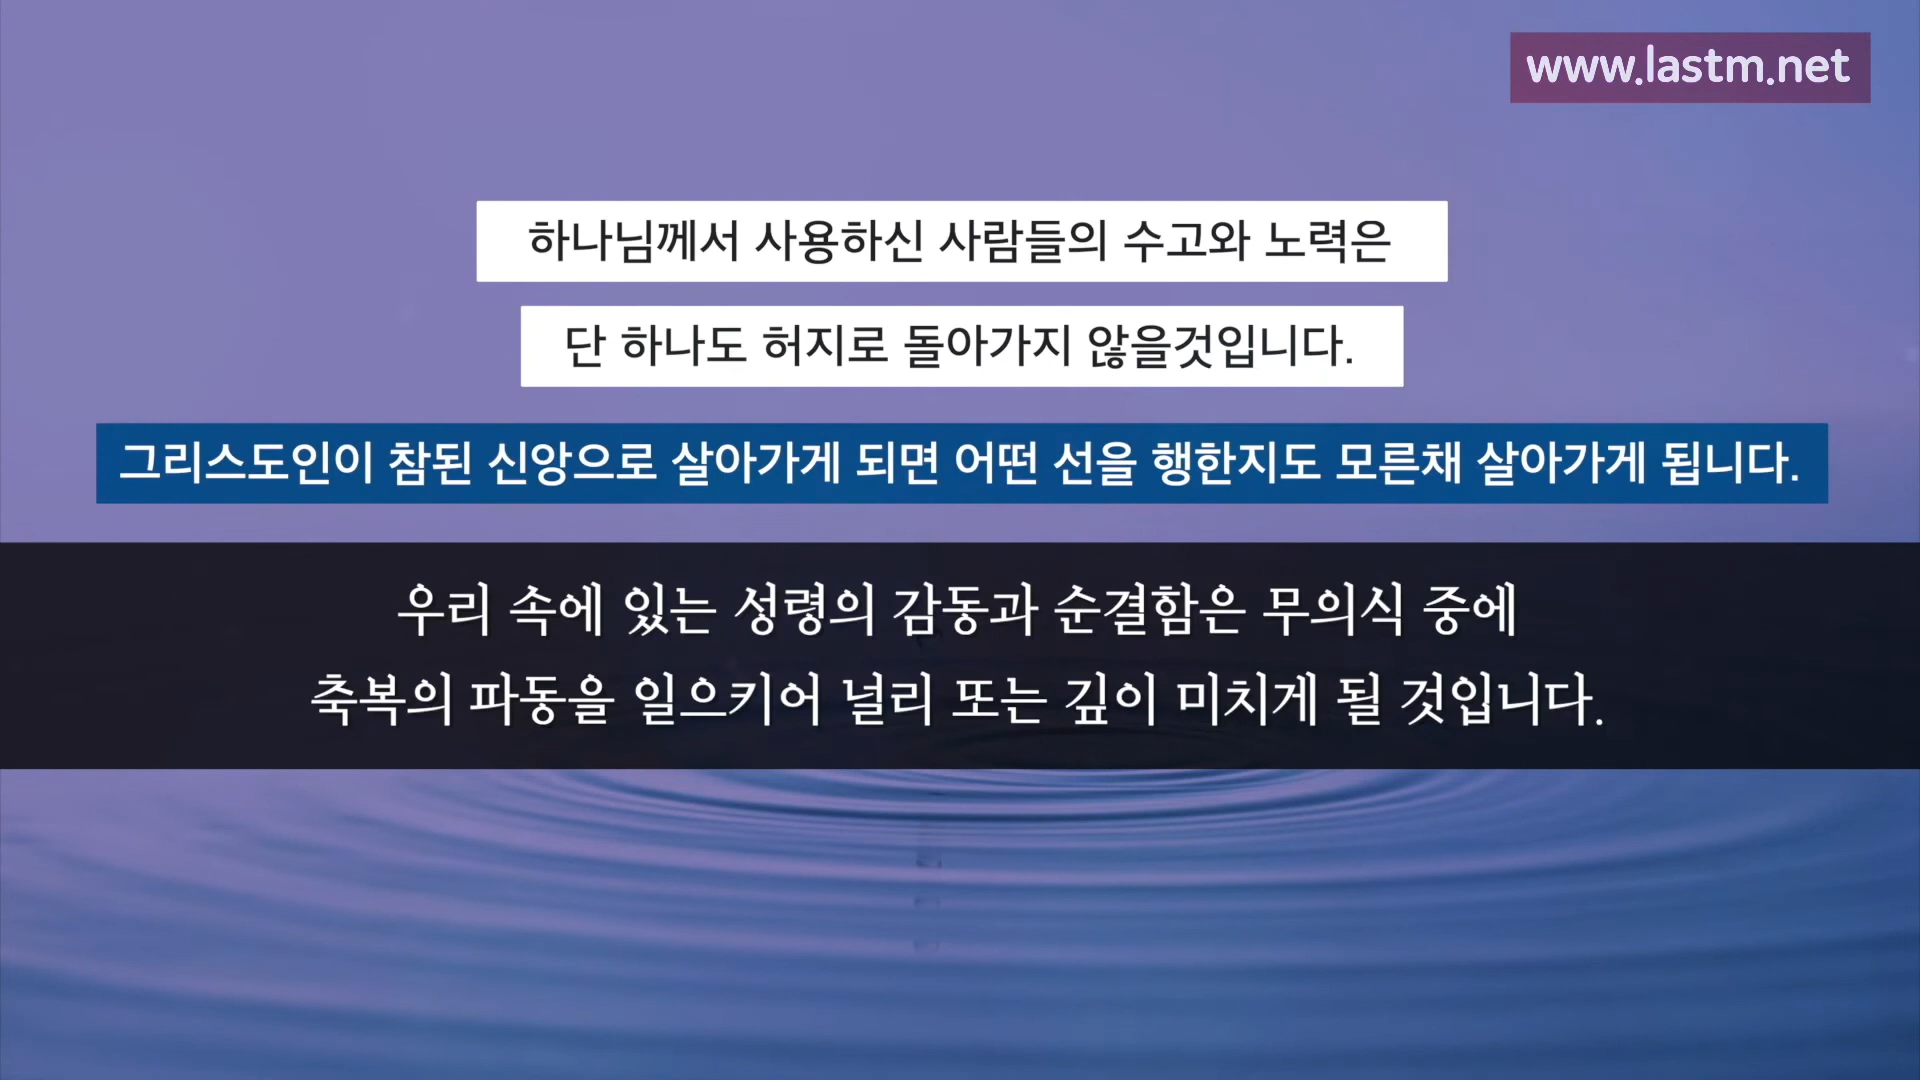 www.lastm.net
하나님께서 사용하신 사람들의 수고와 노력은
단 하나도 허지로 돌아가지 않을것입니다.
그리스도인이 참된 신앙으로 살아가게 되면 어떤 선을 행한지도 모른채 살아가게 됩니다.
우리 속에 있는 성령의 감동과 순결함은 무의식 중에
축복의 파동을 일으키어 널리 또는 깊이 미치게 될 것입니다.